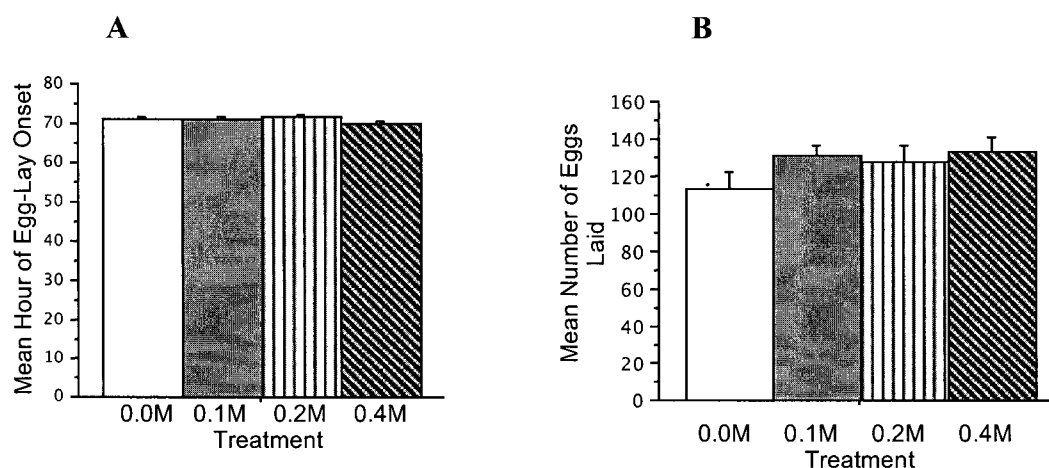 A
Mean Hour of Egg-Lay Onset
80
70
60
50
40
30
20
10
0
0.0M 0.1M 0.2M 0.4M
Treatment
B
Mean Number of Eggs
Laid
160
140
120
100
80
60
40
20
0
0.0M 0.1M 0.2M 0.4M
Treatment